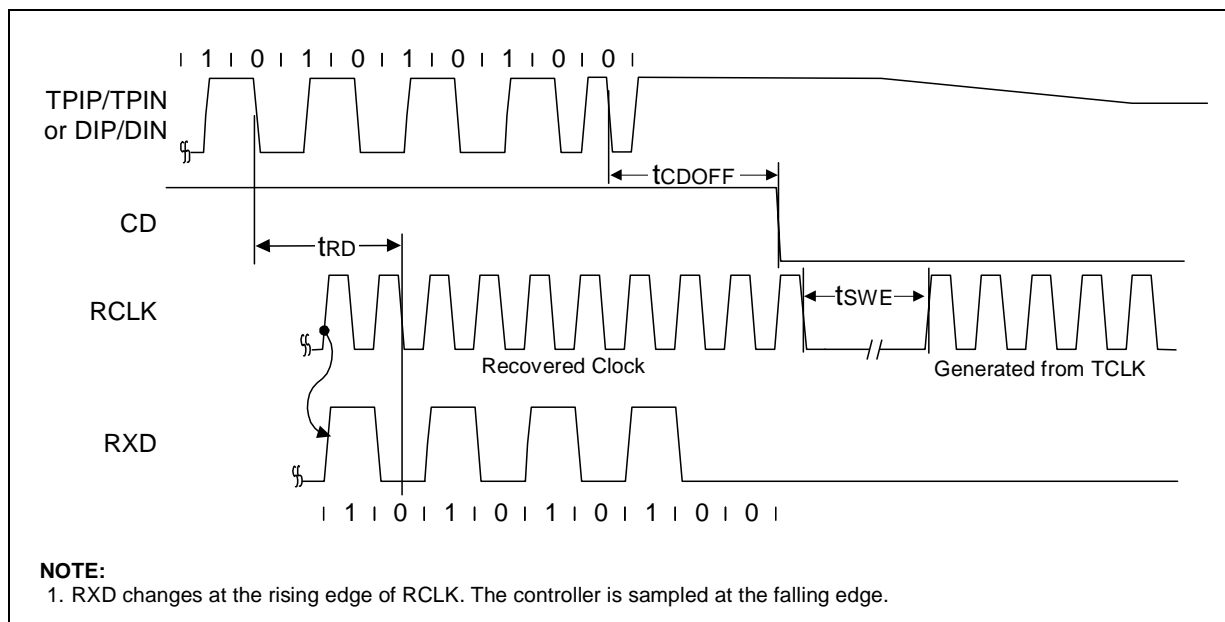 1 0 1 0 1 0 1 0 0
TPIP/TPIN
or DIP/DIN
tCDOFF
CD
tRD
tSWE
RCLK
Recovered Clock
Generated from TCLK
RXD
1 0 1 0 1 0 1 0 0
NOTE:
1. RXD changes at the rising edge of RCLK. The controller is sampled at the falling edge.